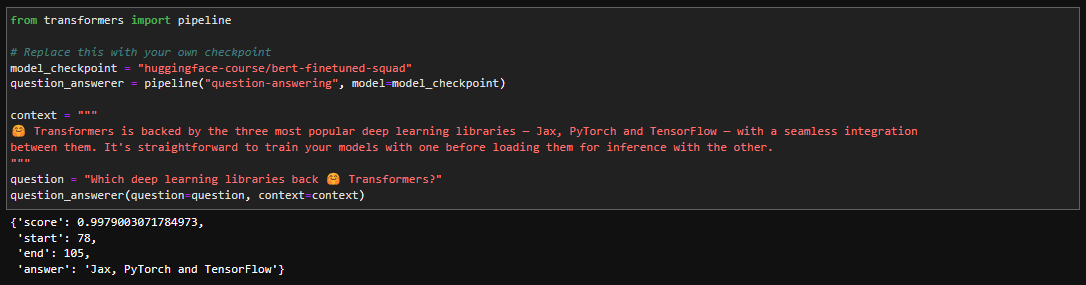 from transformers import pipeline
# Replace this with your own checkpoint
model_checkpoint = "huggingface-course/bert-finetuned-squad"
question_answerer = pipeline("question-answering", model=model_checkpoint)
context = """
🤗 Transformers is backed by the three most popular deep learning libraries — Jax, PyTorch and TensorFlow — with a seamless integration
between them. It's straightforward to train your models with one before loading them for inference with the other.
"""
question = "Which deep learning libraries back 🤗 Transformers?"
question_answerer(question=question, context=context)
{'score': 0.9979003071784973,
 'start': 78,
 'end': 105,
 'answer': 'Jax, PyTorch and TensorFlow'}